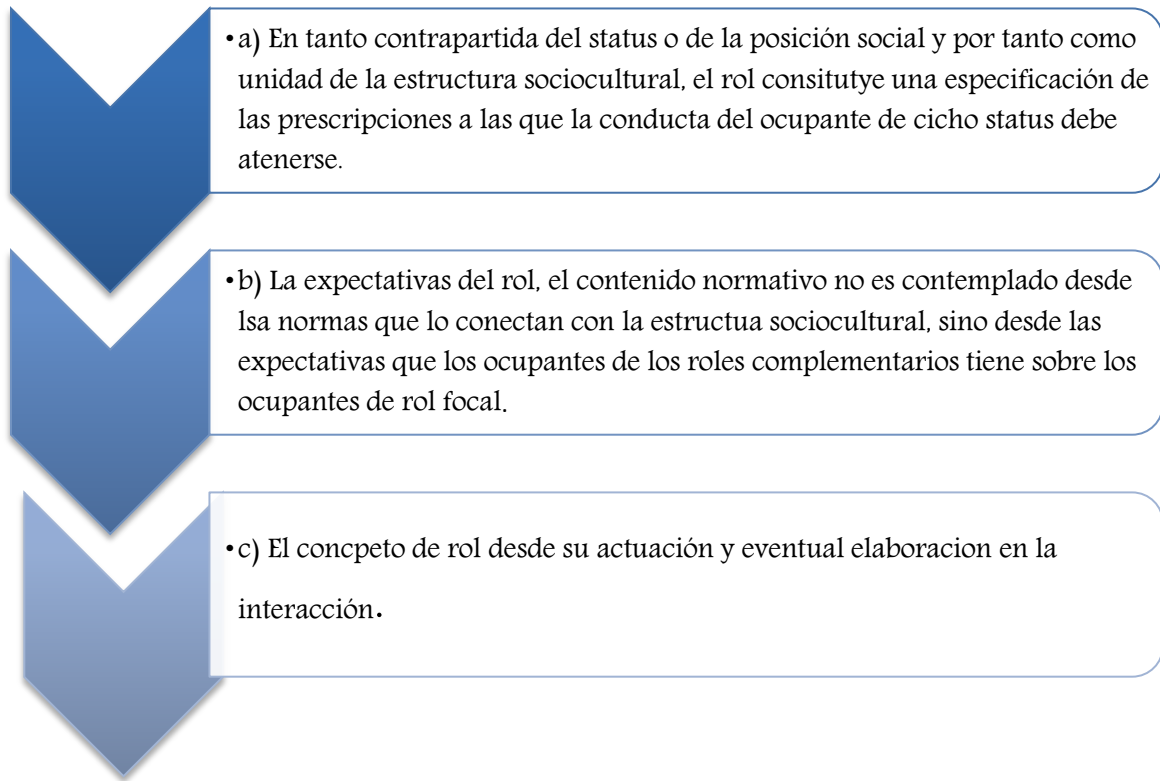 •a) En tanto contrapartida del status o de la posición social y por tanto como
unidad de la estructura sociocultural, el rol consitutye una especificación de
las prescripciones a las que la conducta del ocupante de cicho status debe
atenerse.
•b) La expectativas del rol, el contenido normativo no es contemplado desde
lsa normas que lo conectan con la estructua sociocultural, sino desde las
expectativas que los ocupantes de los roles complementarios tiene sobre los
ocupantes de rol focal.
•c) El concpeto de rol desde su actuación y eventual elaboracion en la
interacción.